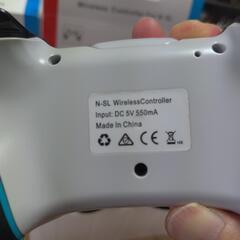 N-SL WirelessController
Input: DC 5V 550mA
Made In China